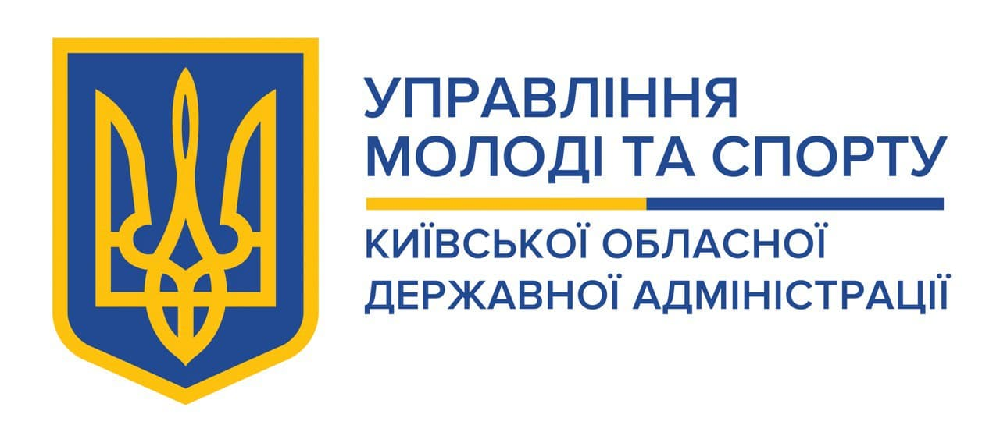 УПРАВЛІННЯ
МОЛОДІ ТА СПОРТУ
КИЇВСЬКОЇ ОБЛАСНОЇ
ДЕРЖАВНОЇ АДМІНІСТРАЦІЇ